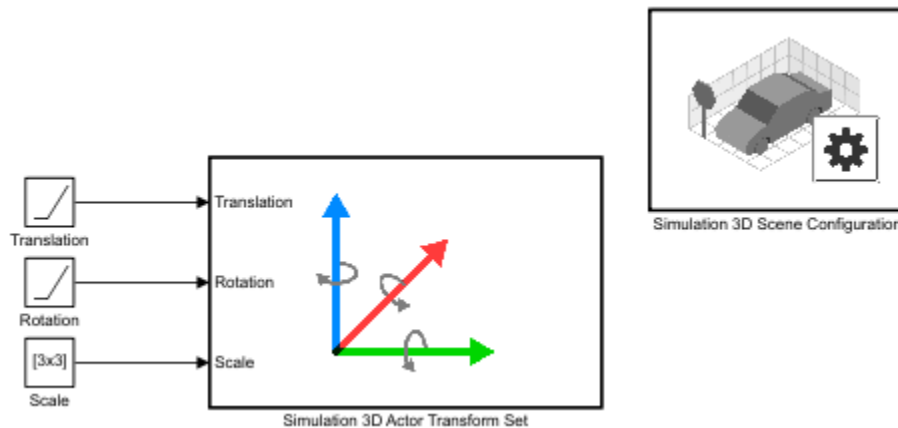 Simulation 3D Scene Configuration
Translation
Translation
Rotation
Rotation
[3x3]
Scale
Scale
Simulation 3D Actor Transform Set